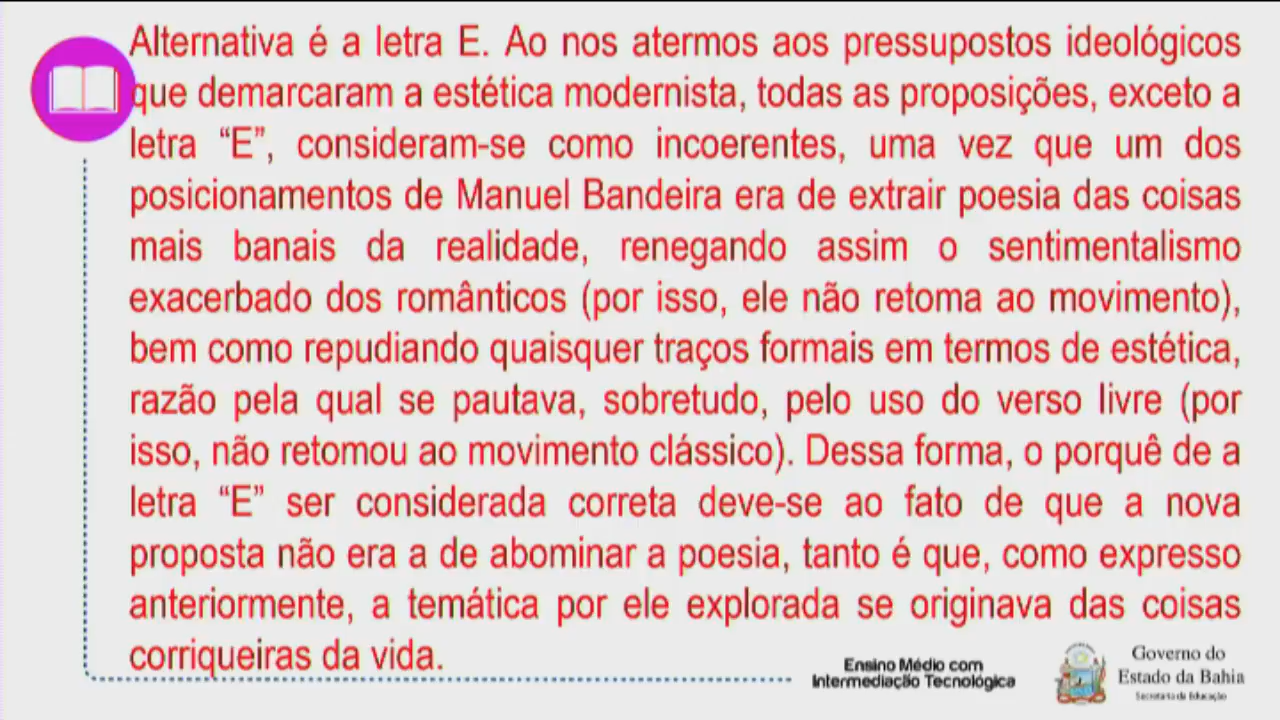 Alternativa é a letra E. Ao nos atermos aos pressupostos ideológicos
que demarcaram a estética modernista, todas as proposições, exceto a
letra “E”, consideram-se como incoerentes, uma vez que um dos
posicionamentos de Manuel Bandeira era de extrair poesia das coisas
mais banais da realidade, renegando assim o sentimentalismo
exacerbado dos românticos (por isso, ele não retoma ao movimento),
bem como repudiando quaisquer traços formais em termos de estética,
razão pela qual se pautava, sobretudo, pelo uso do verso livre (por
isso, não retomou ao movimento clássico). Dessa forma, o porquê de a
letra “E” ser considerada correta deve-se ao fato de que a nova
proposta não era a de abominar a poesia, tanto é que, como expresso
anteriormente, a temática por ele explorada se originava das coisas
corriqueiras da vida.
Ensino Médio com
Intermediação Tecnológica
Governo do
Estado da Bahia
Secretaria da Educação